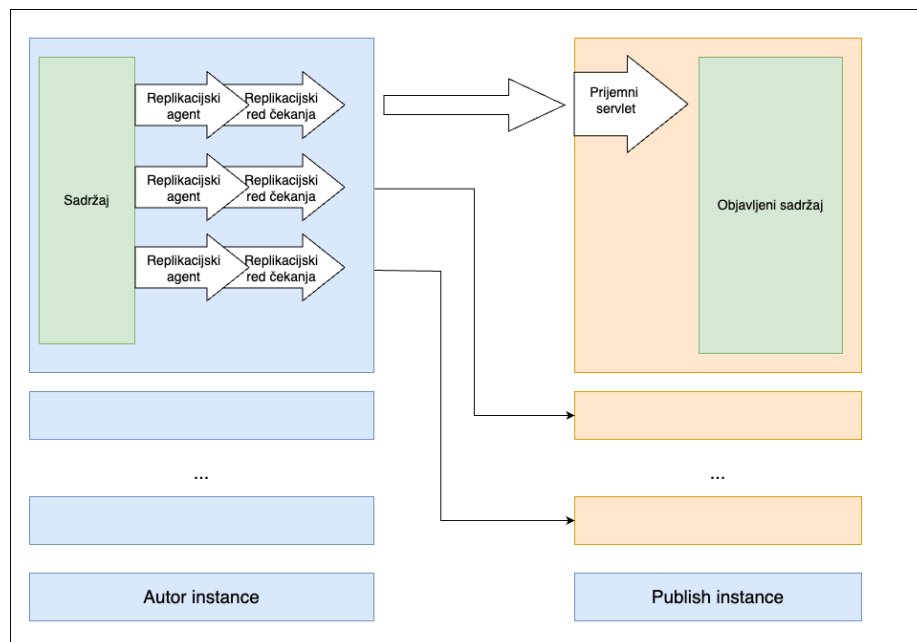 Sadržaj
Replikacijski
agent
Replikacijski
red čekanja
Replikacijski
agent
Replikacijski
red čekanja
Replikacijski
agent
Replikacijski
red čekanja
Prijemni
servlet
Objavljeni sadržaj
...
...
Autor instance
Publish instance